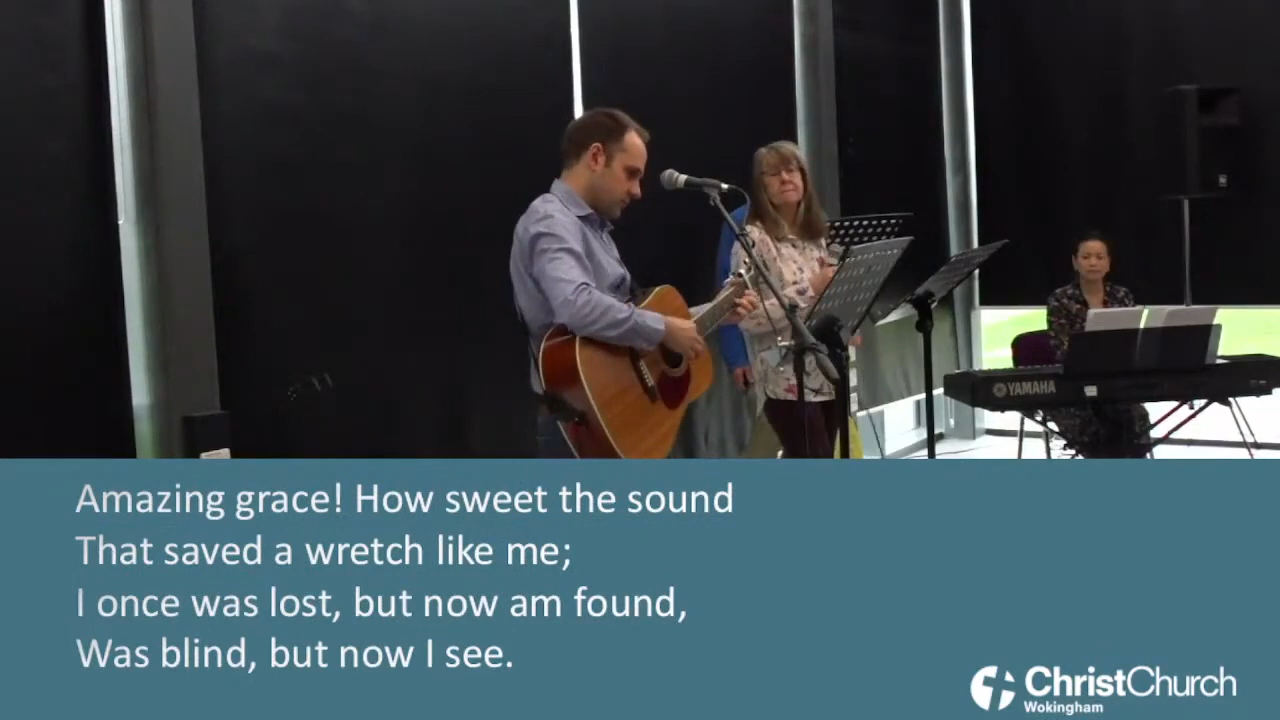 YAMAHA
Amazing grace! How sweet the sound
That saved a wretch like me;
I once was lost, but now am found,
Was blind, but now I see.
ChristChurch
Wokingham